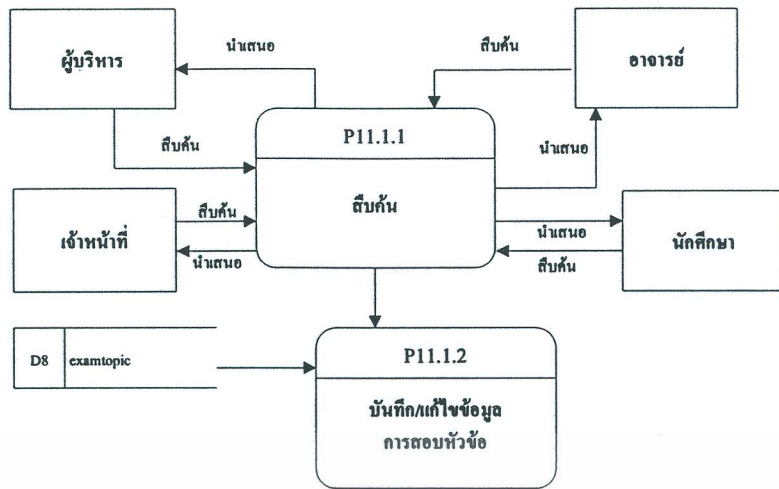 นำเสนอ
สืบค้น
ผู้บริหาร
อาจารย์
P11.1.1
สืบค้น
นำเสนอ
สืบค้น
สืบค้น
นำเสนอ
เจ้าหน้าที่
นักศึกษา
นำเสนอ
สืบค้น
D8 examtopic
P11.1.2
บันทึก/แก้ไขข้อมูล
การสอบหัวข้อ